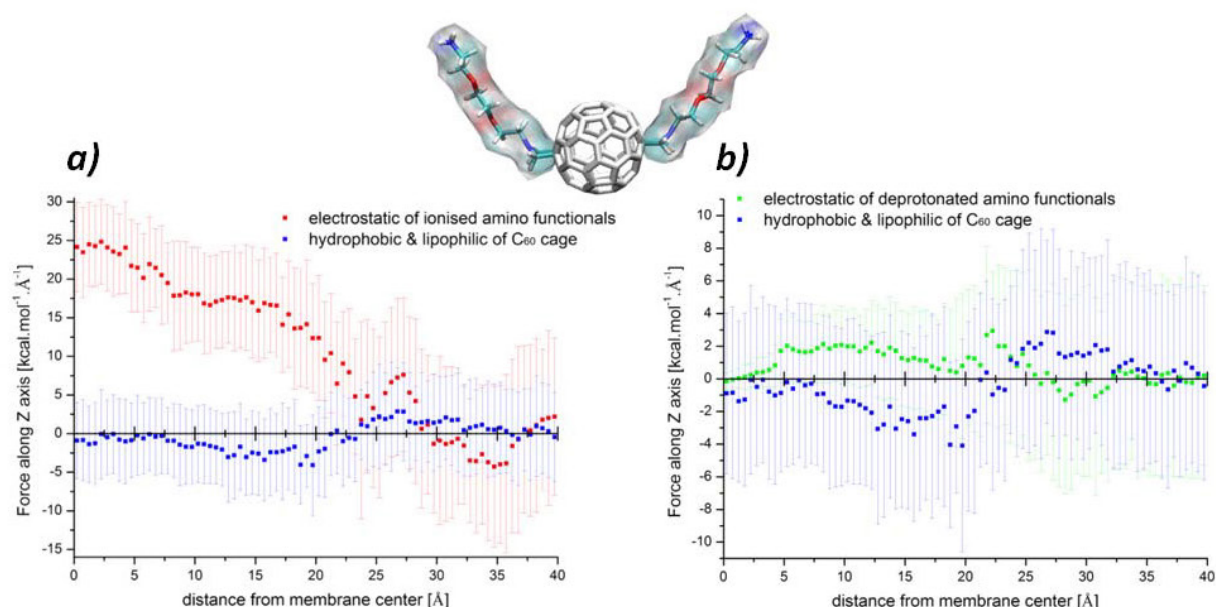 a)
30
25
20
15
10
5
0
-5
-10
-15
Force along Z axis [kcal.mol⁻¹.Å⁻¹]
electrostatic of ionised amino functionals
hydrophobic & lipophilic of C₆₀ cage
0 5 10 15 20 25 30 35 40
distance from membrane center [Å]
b)
10
8
6
4
2
0
-2
-4
-6
-8
-10
Force along Z axis [kcal.mol⁻¹.Å⁻¹]
electrostatic of deprotonated amino functionals
hydrophobic & lipophilic of C₆₀ cage
0 5 10 15 20 25 30 35 40
distance from membrane center [Å]